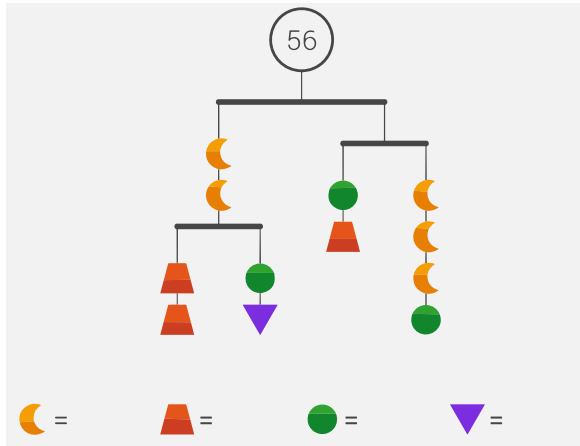 56
= = = =